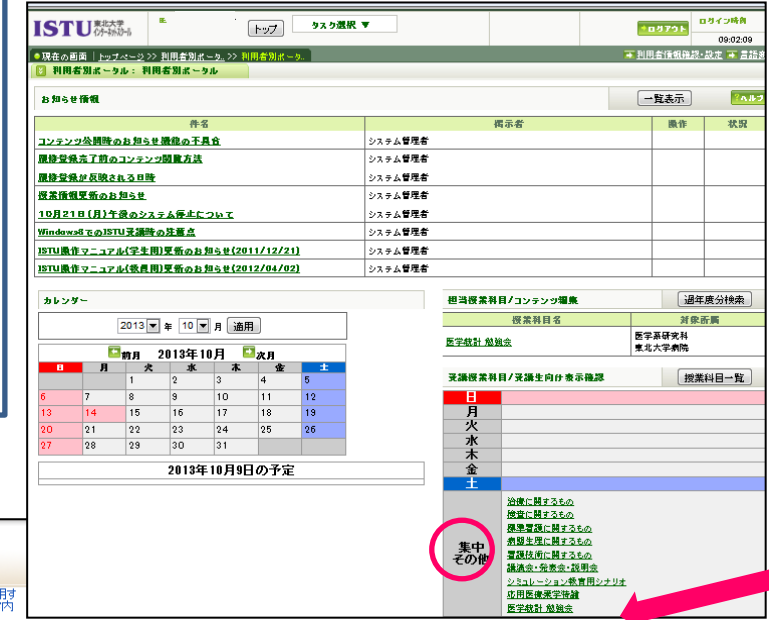 ISTU 東北大学
トップ
タスク選択 ▼
ログアウト
ログイン時刻
09:02:09
●現在の画面 | トップページ >> 利用者別ポータ.. >> 利用者別ポータ..
利用者情報確認・設定
利用者別ポータル： 利用者別ポータル
お知らせ情報
一覧表示
件名 掲示者 操作 状況
コンテンツ公開時のお知らせ機能の不具合 システム管理者
履修登録完了前のコンテンツ閲覧方法 システム管理者
履修登録が反映される日時 システム管理者
授業情報更新のお知らせ システム管理者
10月21日(月)午後のシステム停止について システム管理者
Windows8でのISTU受講時の注意点 システム管理者
ISTU操作マニュアル(学生用)更新のお知らせ(2011/12/21) システム管理者
ISTU操作マニュアル(教員用)更新のお知らせ(2012/04/02) システム管理者
カレンダー
2013 年 10 月 適用
前月 2013年10月 次月
日 月 火 水 木 金 土
1 2 3 4 5
6 7 8 9 10 11 12
13 14 15 16 17 18 19
20 21 22 23 24 25 26
27 28 29 30 31
2013年10月9日の予定
担当授業科目/コンテンツ編集
過年度分検索
授業科目名 対象所属
医学統計 勉強会 医学系研究科
東北大学病院
受講授業科目/受講生向け表示確認
授業科目一覧
日
月
火
水
木
金
土
集中
その他
治療に関するもの
検査に関するもの
標準看護に関するもの
病態生理に関するもの
看護技術に関するもの
講演会・発表会・説明会
シミュレーション教育用シナリオ
応用医療薬学特論
医学統計 勉強会